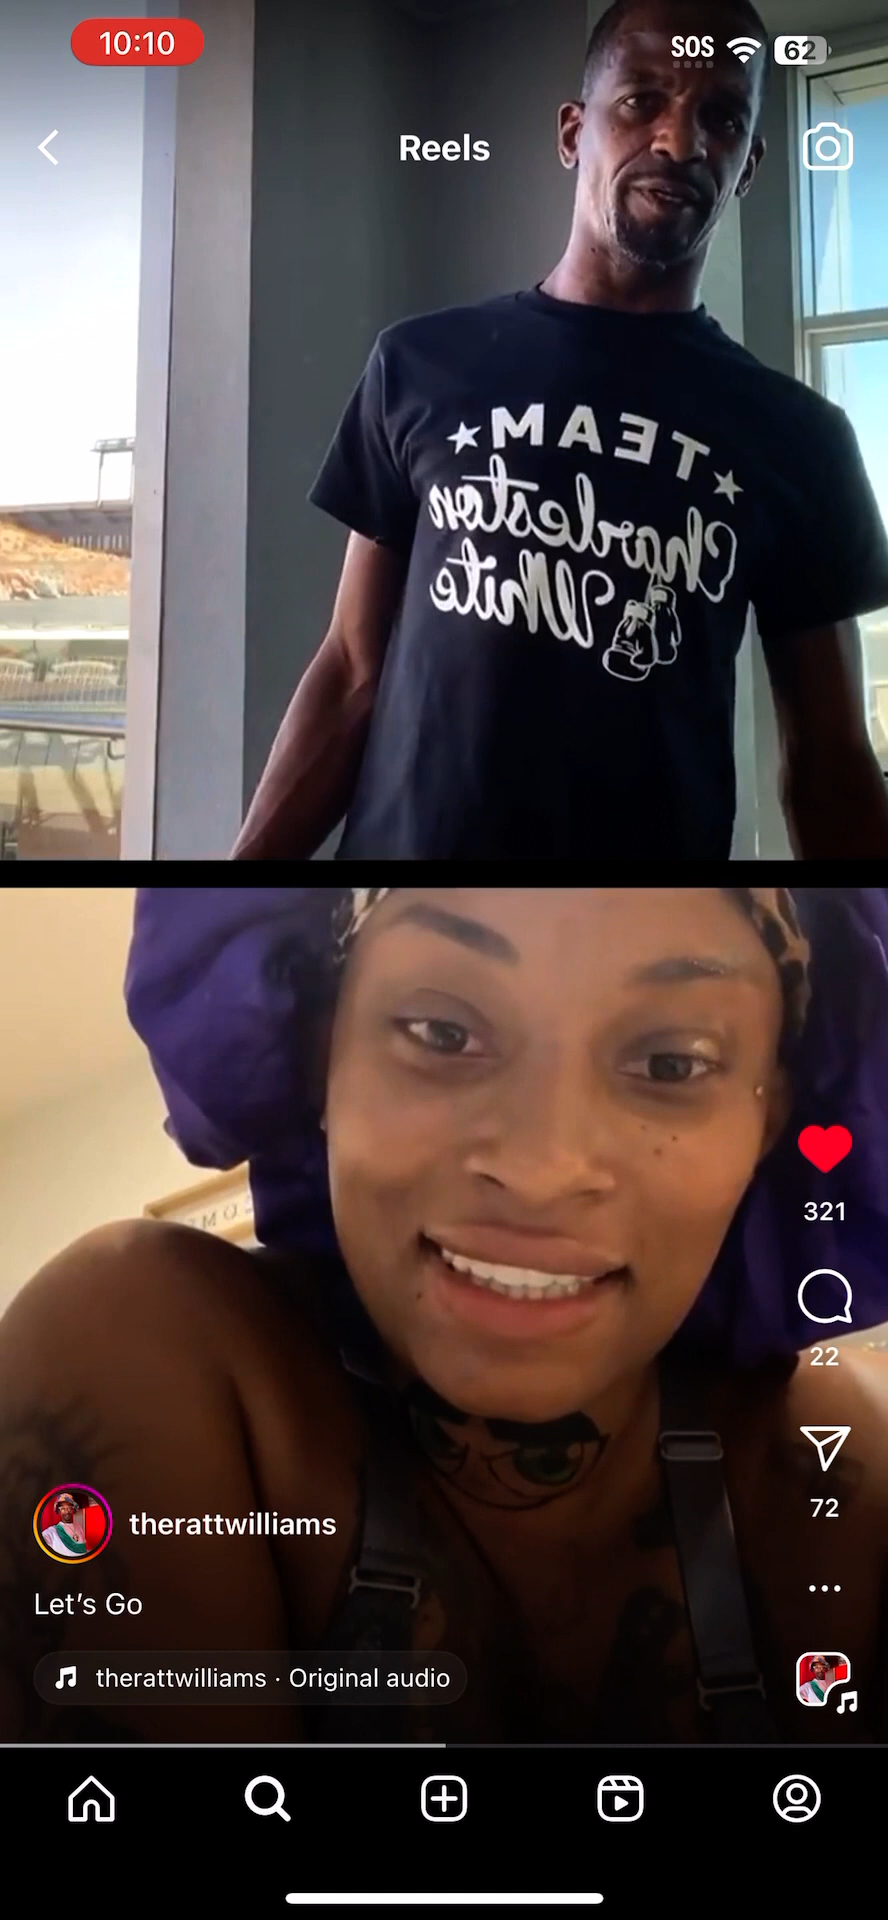 10:10
SOS
62
Reels
TEAM
Charleston
White
321
22
72
therattwilliams
Let's Go
therattwilliams · Original audio